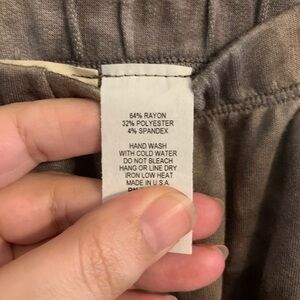 64% RAYON
32% POLYESTER
4% SPANDEX
HAND WASH
WITH COLD WATER
DO NOT BLEACH
HANG OR LINE DRY
IRON LOW HEAT
MADE IN U.S.A.